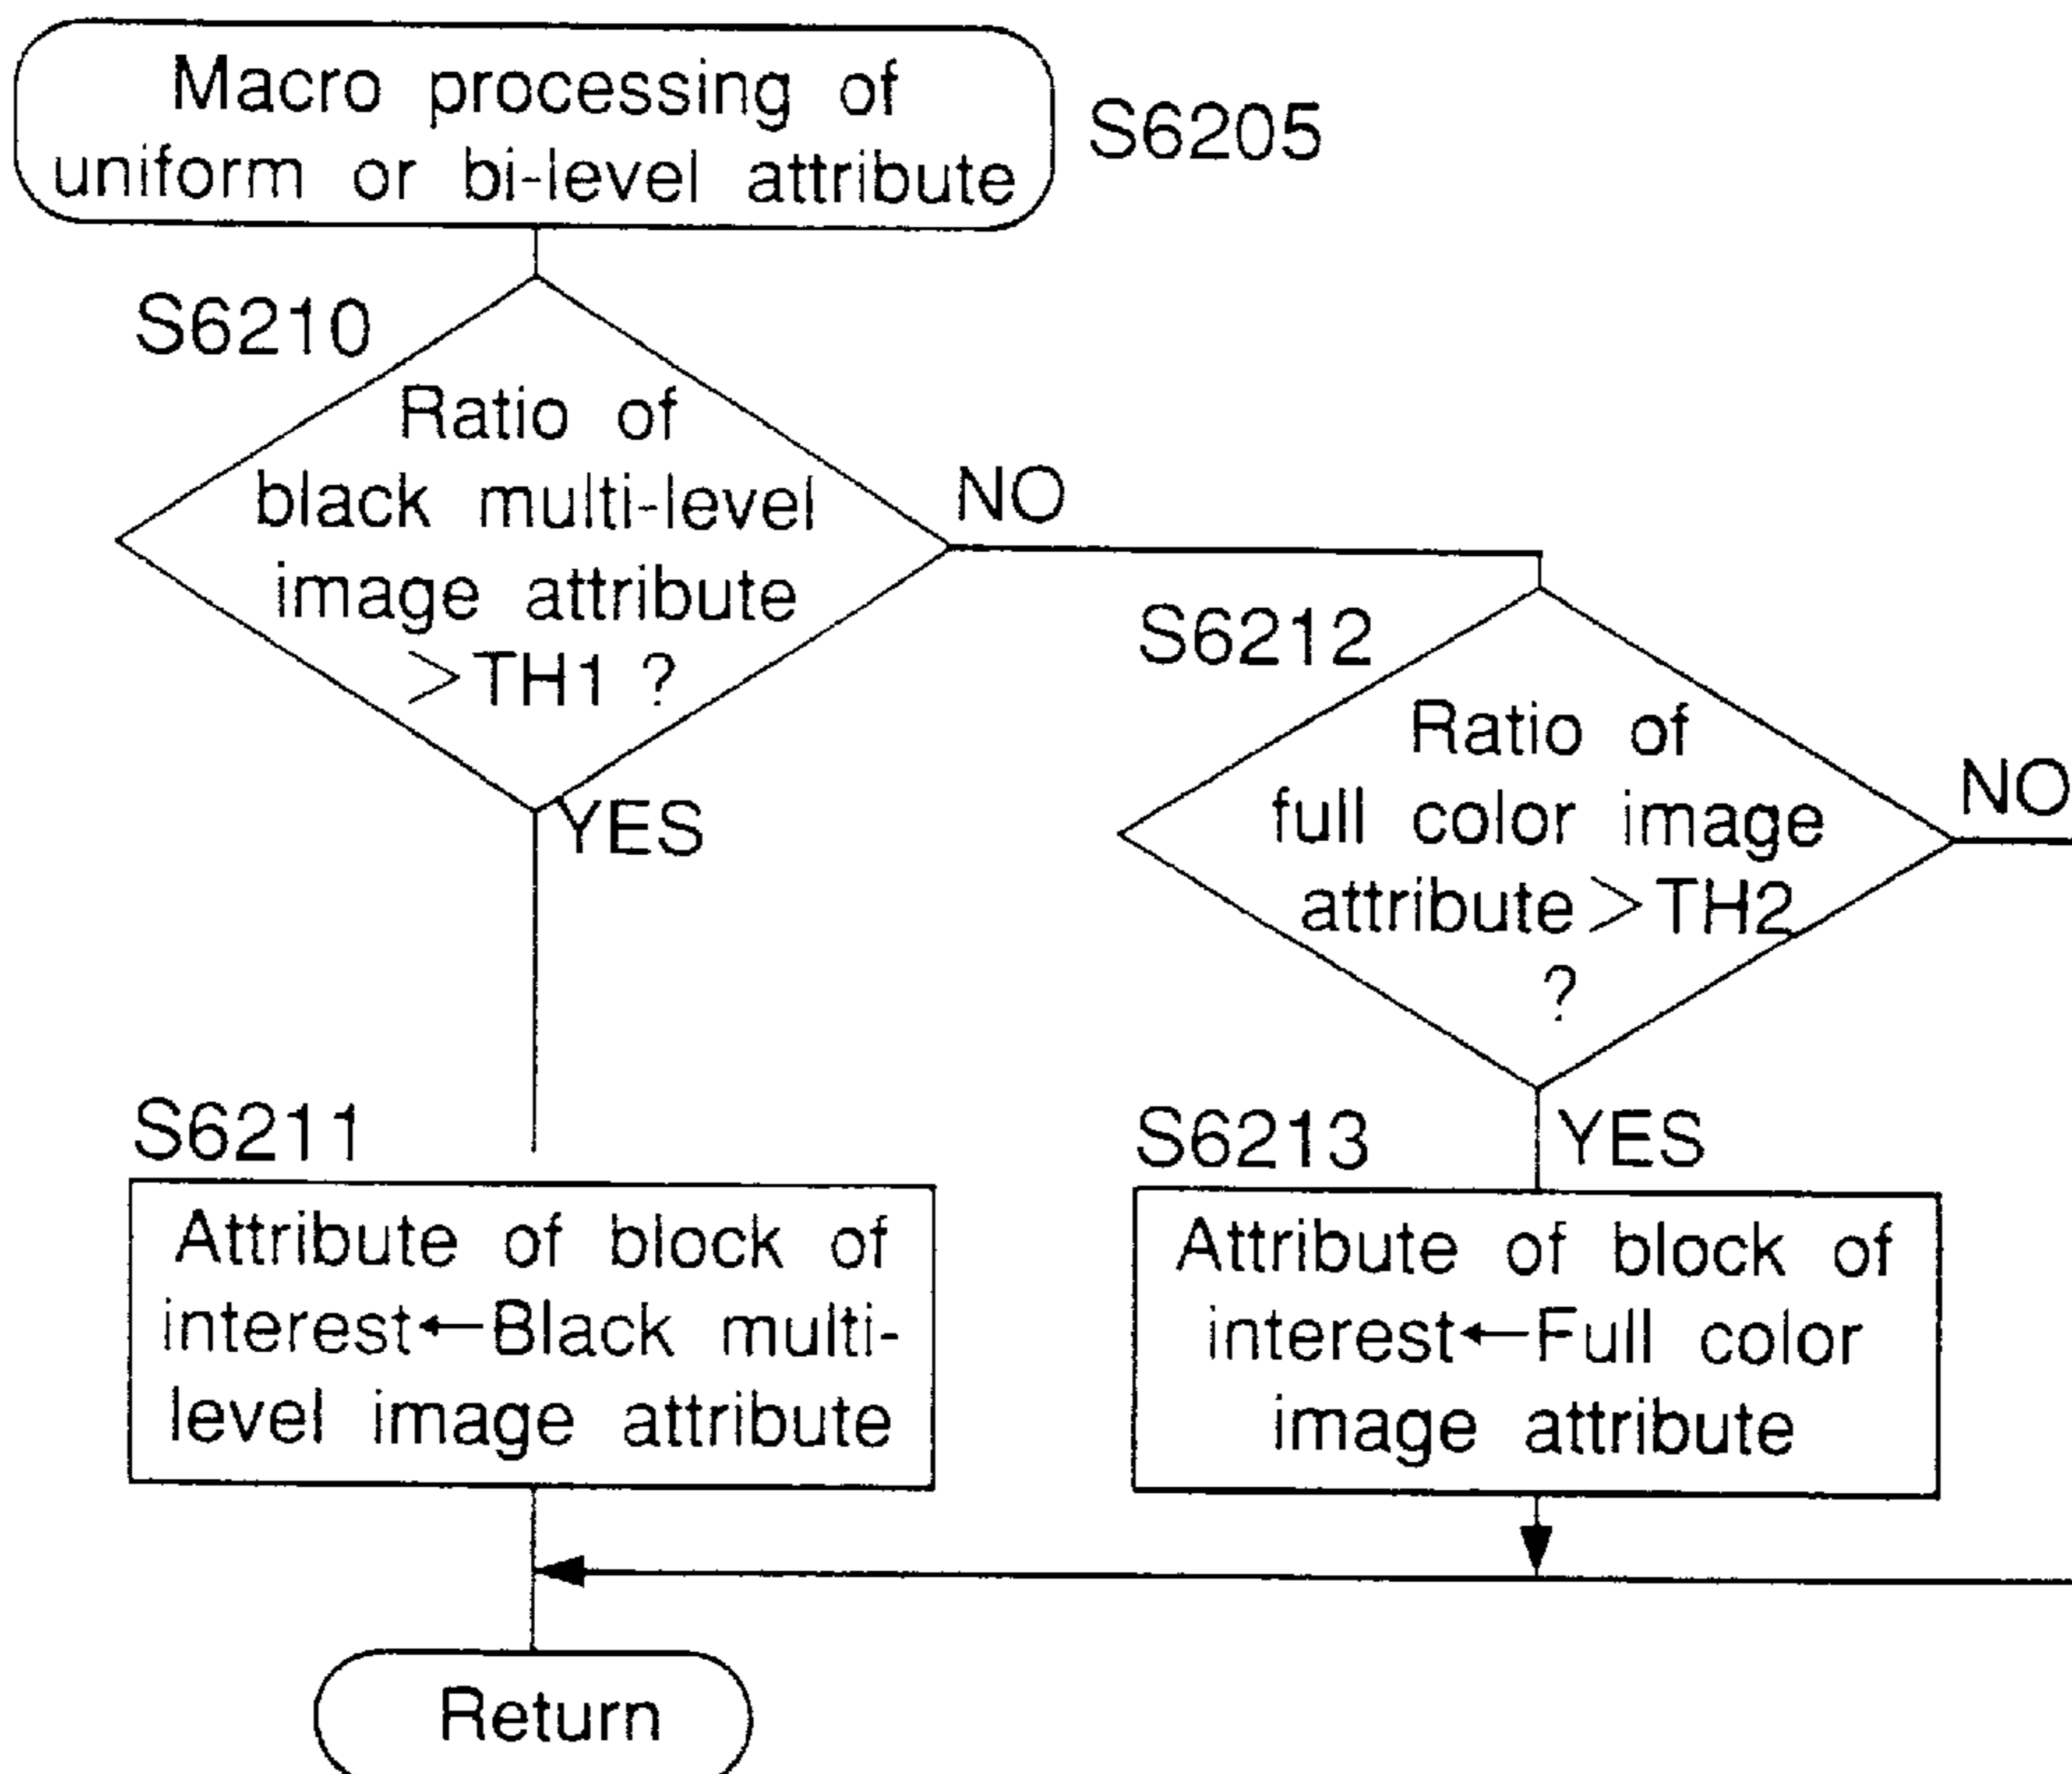 Macro processing of
uniform or bi-level attribute
S6205
S6210
Ratio of
black multi-level
image attribute
>TH1 ?
NO
YES
S6212
Ratio of
full color image
attribute>TH2
?
NO
YES
S6211
Attribute of block of
interest←Black multi-
level image attribute
S6213
Attribute of block of
interest←Full color
image attribute
Return